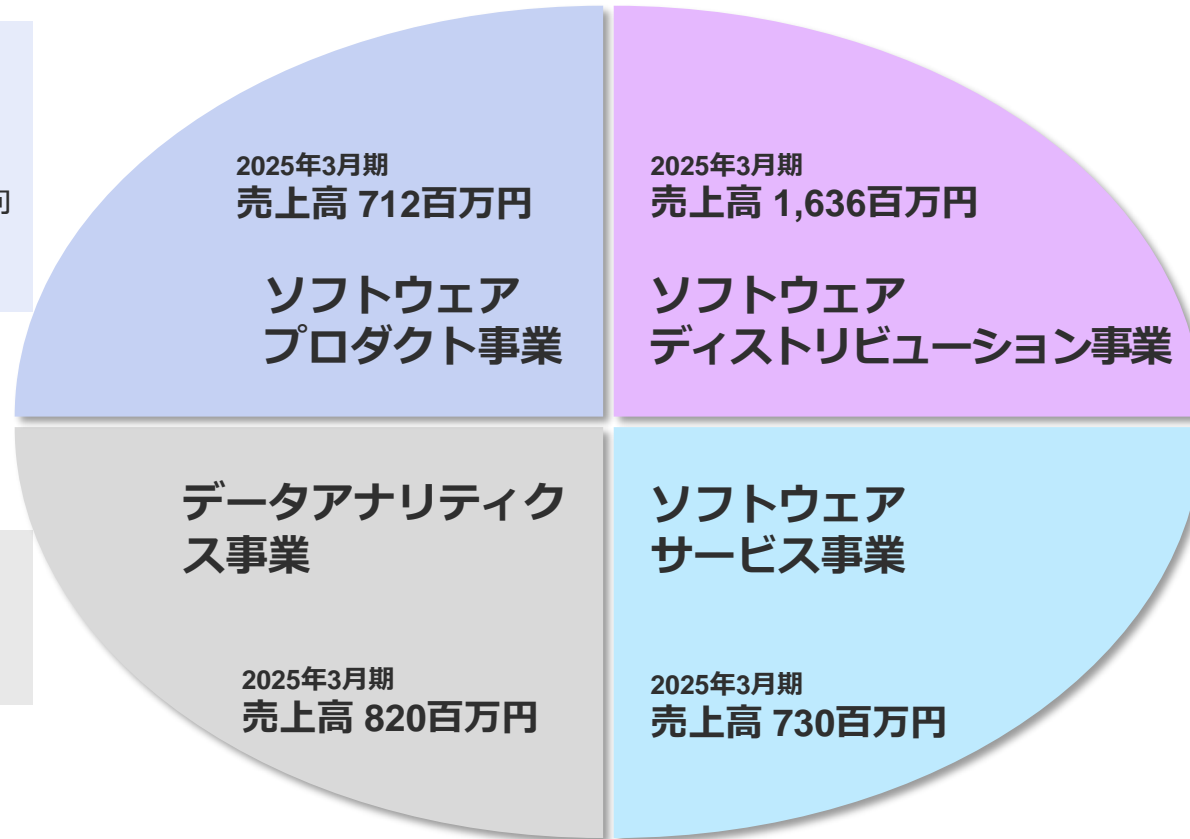 2025年3月期
売上高 712百万円
ソフトウェア
プロダクト事業
2025年3月期
売上高 1,636百万円
ソフトウェア
ディストリビューション事業
データアナリティク
ス事業
2025年3月期
売上高 820百万円
ソフトウェア
サービス事業
2025年3月期
売上高 730百万円